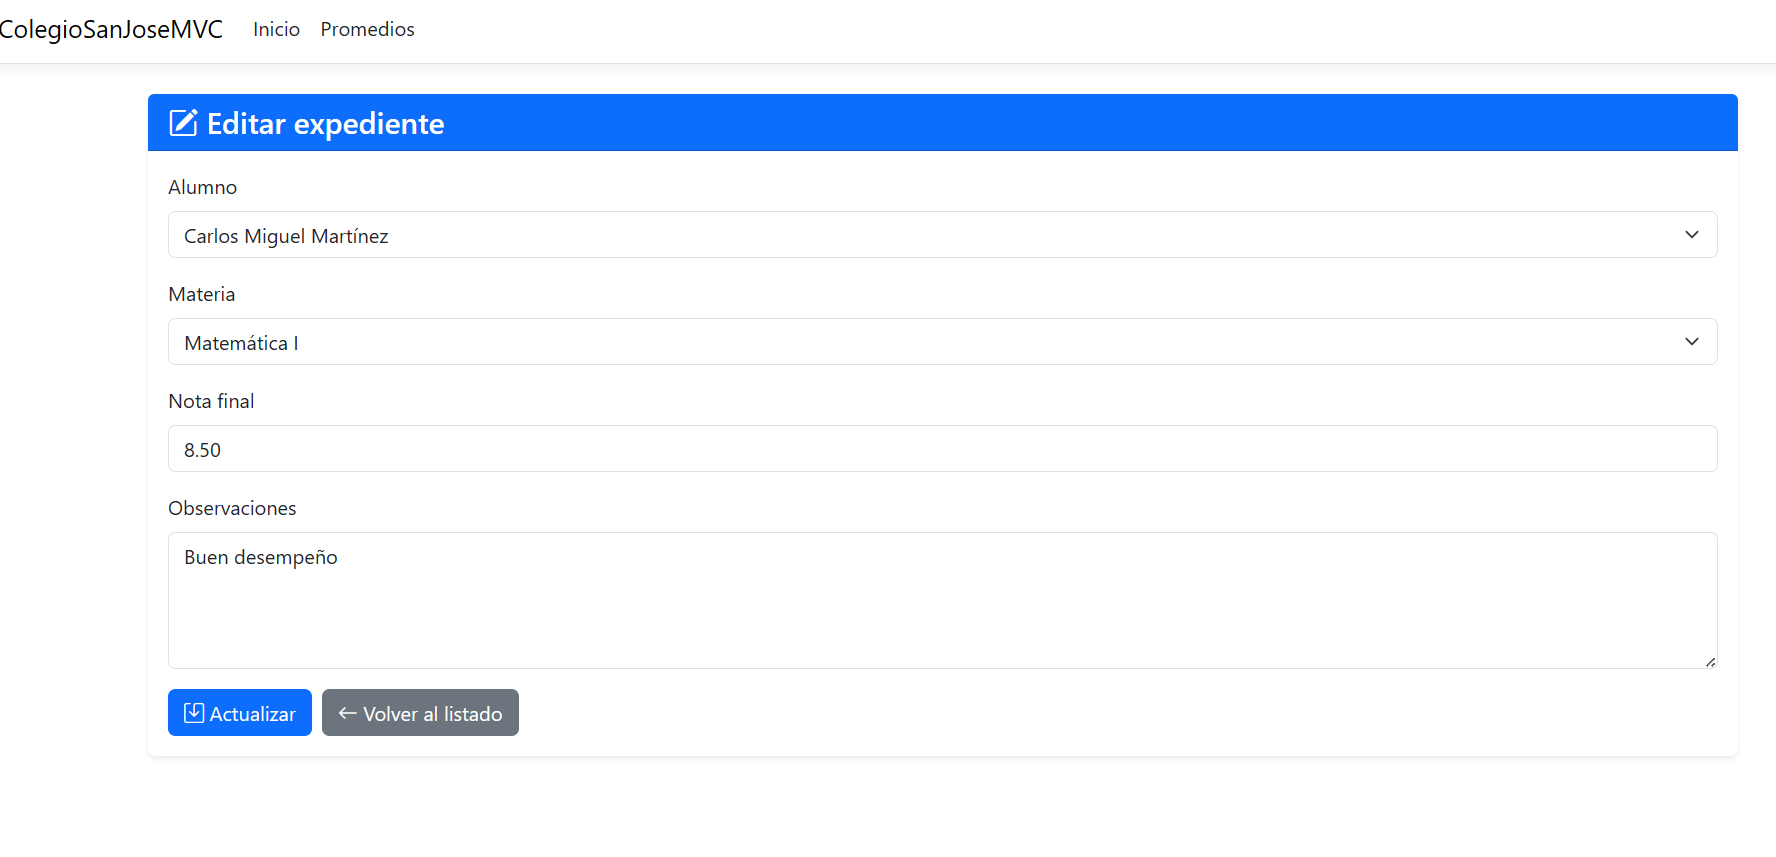 ColegioSanJoseMVC Inicio Promedios
Editar expediente
Alumno
Carlos Miguel Martínez
Materia
Matemática I
Nota final
8.50
Observaciones
Buen desempeño
Actualizar Volver al listado